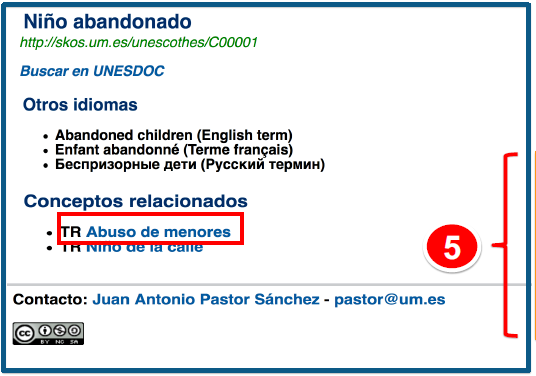 Niño abandonado
http://skos.um.es/unescothes/C00001
Buscar en UNESDOC
Otros idiomas
• Abandoned children (English term)
• Enfant abandonné (Terme français)
• Беспризорные дети (Русский термин)
Conceptos relacionados
• TR Abuso de menores
• TR Niño de la calle
5
Contacto: Juan Antonio Pastor Sánchez - pastor@um.es
CC
BY NC SA